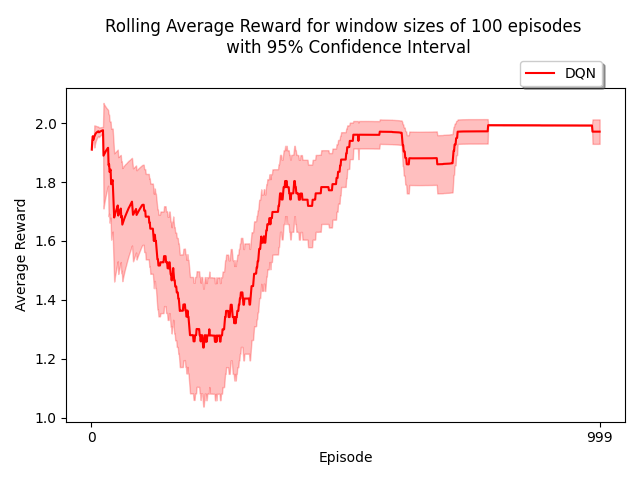 Rolling Average Reward for window sizes of 100 episodes
with 95% Confidence Interval
DQN
2.0
1.8
1.6
1.4
1.2
1.0
Average Reward
0
999
Episode